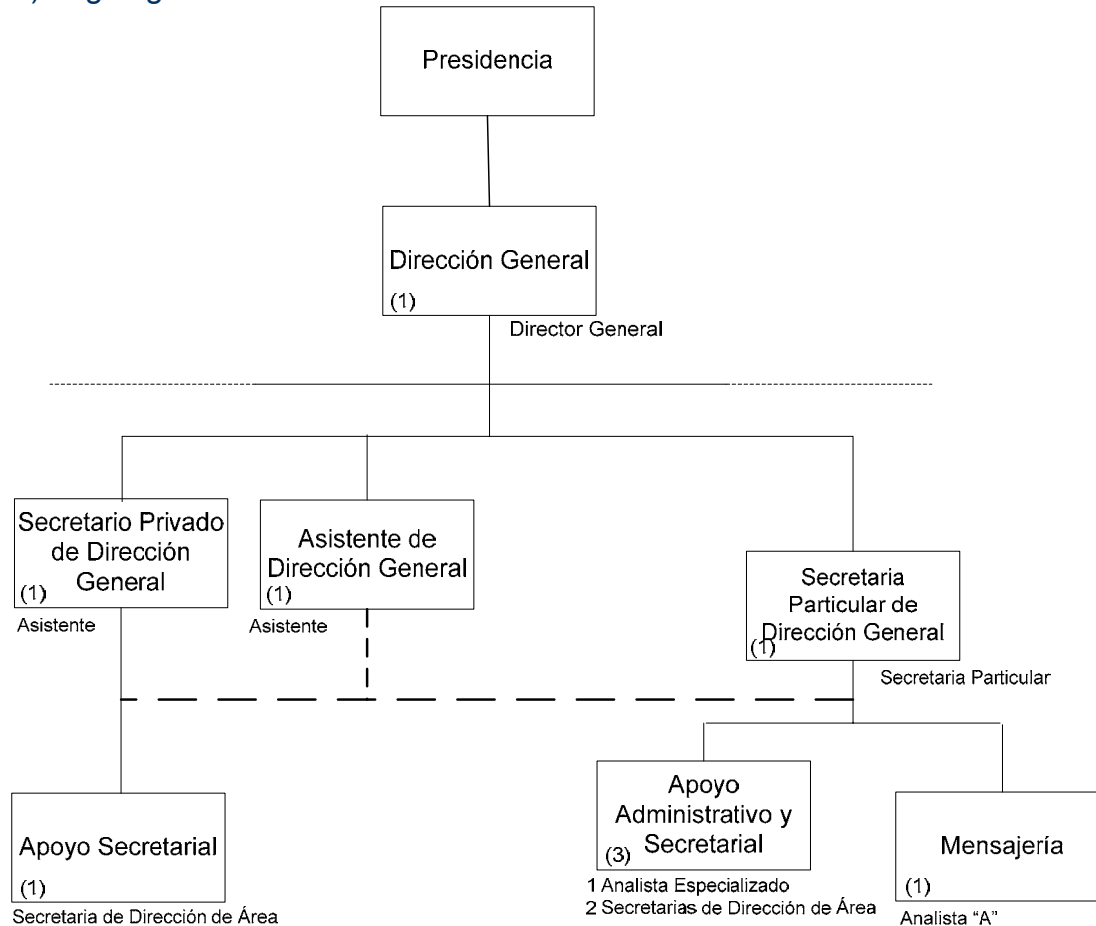 Presidencia
Dirección General
(1)
Director General
Secretario Privado
de Dirección
General
(1)
Asistente
Asistente de
Dirección General
(1)
Asistente
Secretaria
Particular de
Dirección General
(1)
Secretaria Particular
Apoyo Secretarial
(1)
Secretaria de Dirección de Área
Apoyo
Administrativo y
Secretarial
(3)
1 Analista Especializado
2 Secretarias de Dirección de Área
Mensajería
(1)
Analista "A"